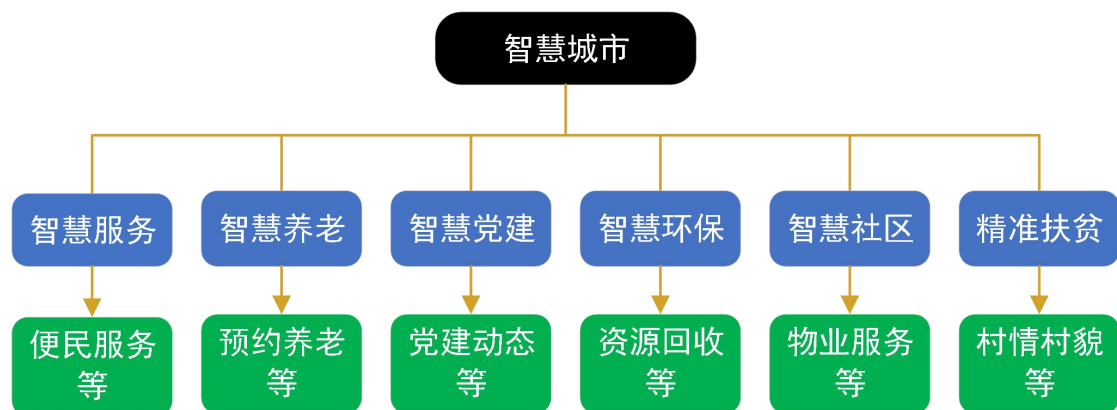 智慧城市
智慧服务
智慧养老
智慧党建
智慧环保
智慧社区
精准扶贫
便民服务
等
预约养老
等
党建动态
等
资源回收
等
物业服务
等
村情村貌
等